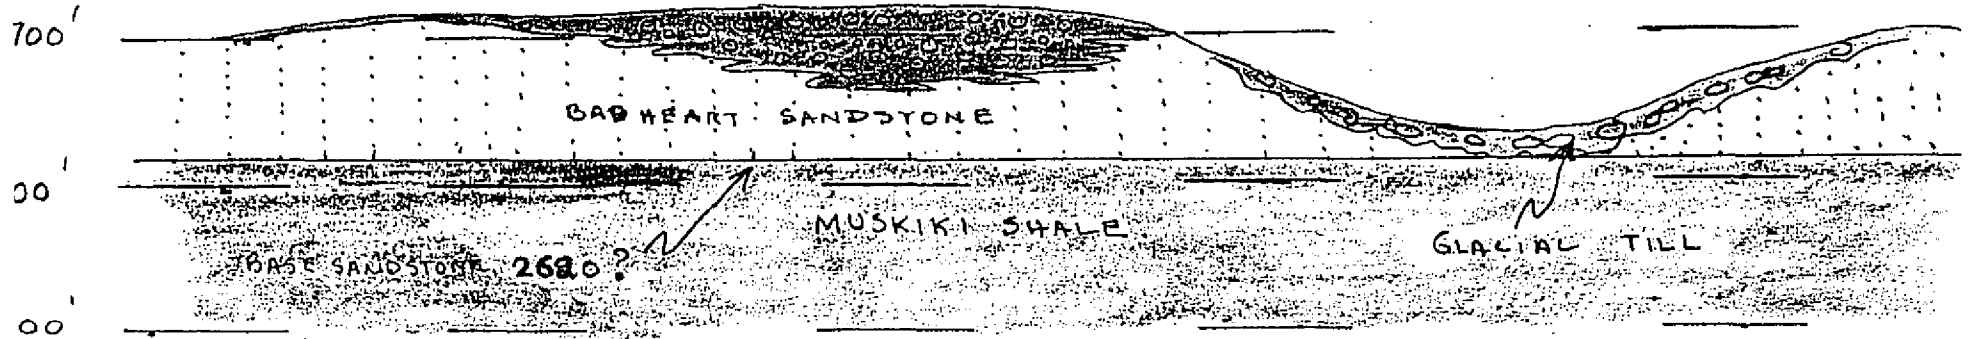 700'
BADHEART SANDSTONE
00'
MUSKIKI SHALE
GLACIAL TILL
BASE SANDSTONE 2620?
00'